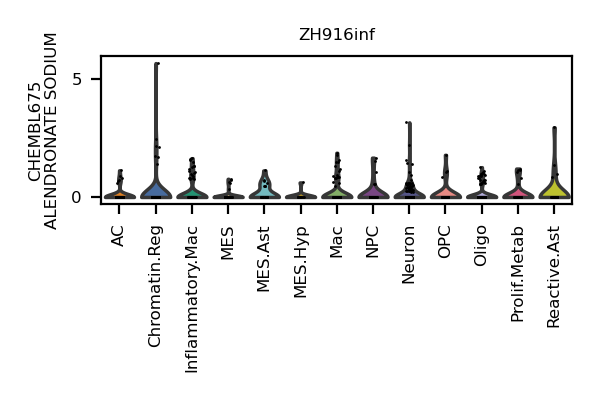 ZH916inf
CHEMBL675
ALENDRONATE SODIUM
5
0
AC
Chromatin.Reg
Inflammatory.Mac
MES
MES.Ast
MES.Hyp
Mac
NPC
Neuron
OPC
Oligo
Prolif.Metab
Reactive.Ast